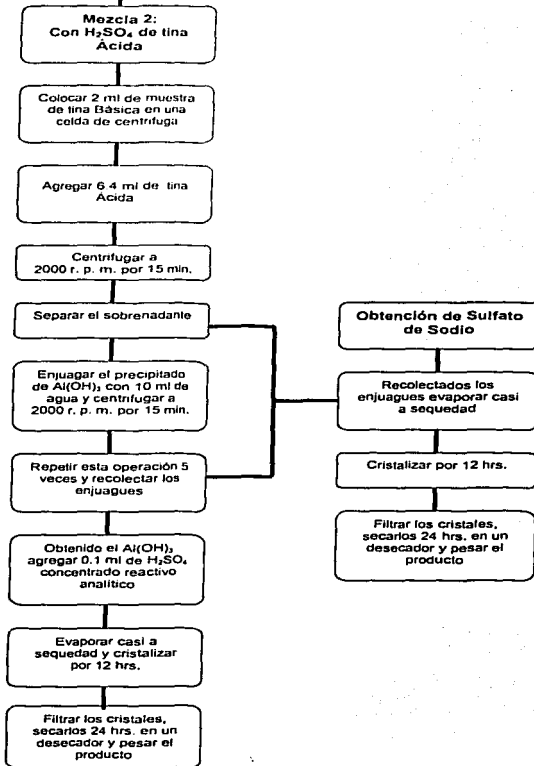 Mezcla 2:
Con H₂SO₄ de tina
Ácida
Colocar 2 ml de muestra
de tina Básica en una
celda de centrifuga
Agregar 6.4 ml de tina
Ácida
Centrifugar a
2000 r. p. m. por 15 min.
Separar el sobrenadante
Enjuagar el precipitado
de Al(OH)₃ con 10 ml de
agua y centrifugar a
2000 r. p. m. por 15 min.
Repetir esta operación 5
veces y recolectar los
enjuagues
Obtenido el Al(OH)₃
agregar 0.1 ml de H₂SO₄
concentrado reactivo
analítico
Evaporar casi a
sequedad y cristalizar
por 12 hrs.
Filtrar los cristales,
secarlos 24 hrs. en un
desecador y pesar el
producto
Obtención de Sulfato
de Sodio
Recolectados los
enjuagues evaporar casi
a sequedad
Cristalizar por 12 hrs.
Filtrar los cristales,
secarlos 24 hrs. en un
desecador y pesar el
producto